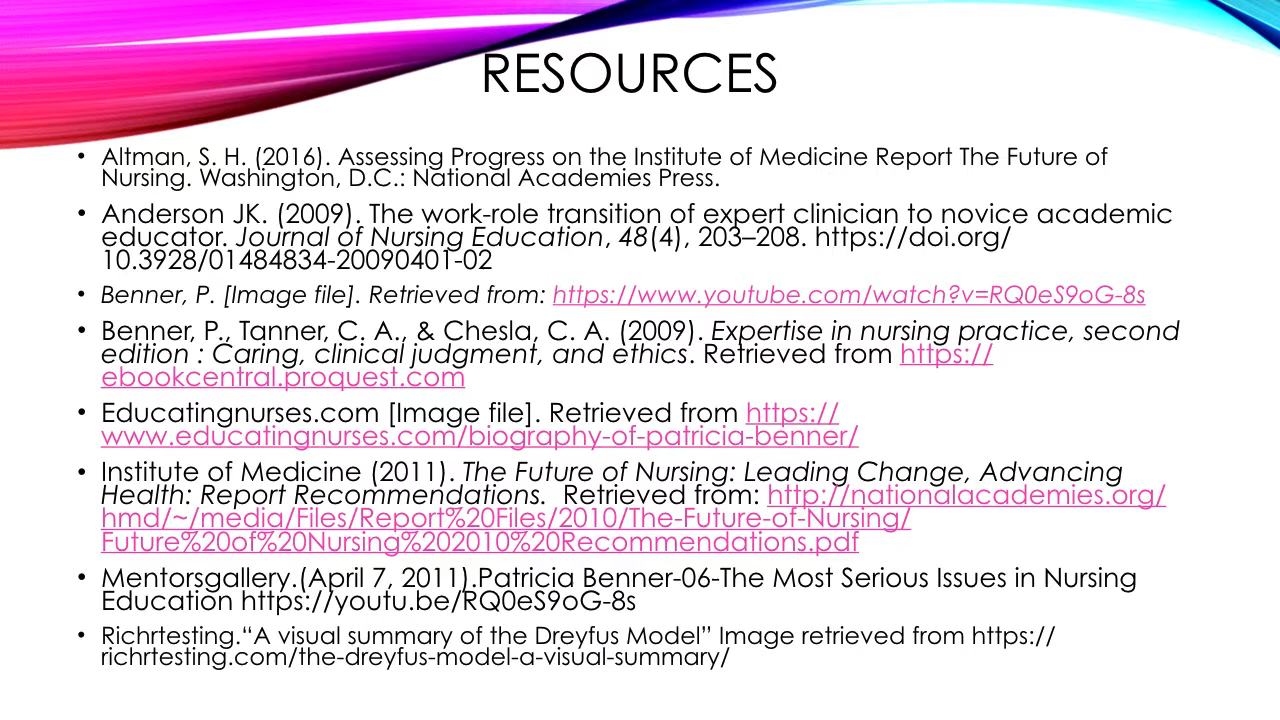 RESOURCES
• Altman, S. H. (2016). Assessing Progress on the Institute of Medicine Report The Future of
Nursing. Washington, D.C.: National Academies Press.
• Anderson JK. (2009). The work-role transition of expert clinician to novice academic
educator. Journal of Nursing Education, 48(4), 203–208. https://doi.org/
10.3928/01484834-20090401-02
• Benner, P. [Image file]. Retrieved from: https://www.youtube.com/watch?v=RQ0eS9oG-8s
• Benner, P., Tanner, C. A., & Chesla, C. A. (2009). Expertise in nursing practice, second
edition : Caring, clinical judgment, and ethics. Retrieved from https://
ebookcentral.proquest.com
• Educatingnurses.com [Image file]. Retrieved from https://
www.educatingnurses.com/biography-of-patricia-benner/
• Institute of Medicine (2011). The Future of Nursing: Leading Change, Advancing
Health: Report Recommendations.  Retrieved from: http://nationalacademies.org/
hmd/~/media/Files/Report%20Files/2010/The-Future-of-Nursing/
Future%20of%20Nursing%202010%20Recommendations.pdf
• Mentorsgallery.(April 7, 2011).Patricia Benner-06-The Most Serious Issues in Nursing
Education https://youtu.be/RQ0eS9oG-8s
• Richrtesting.“A visual summary of the Dreyfus Model” Image retrieved from https://
richrtesting.com/the-dreyfus-model-a-visual-summary/